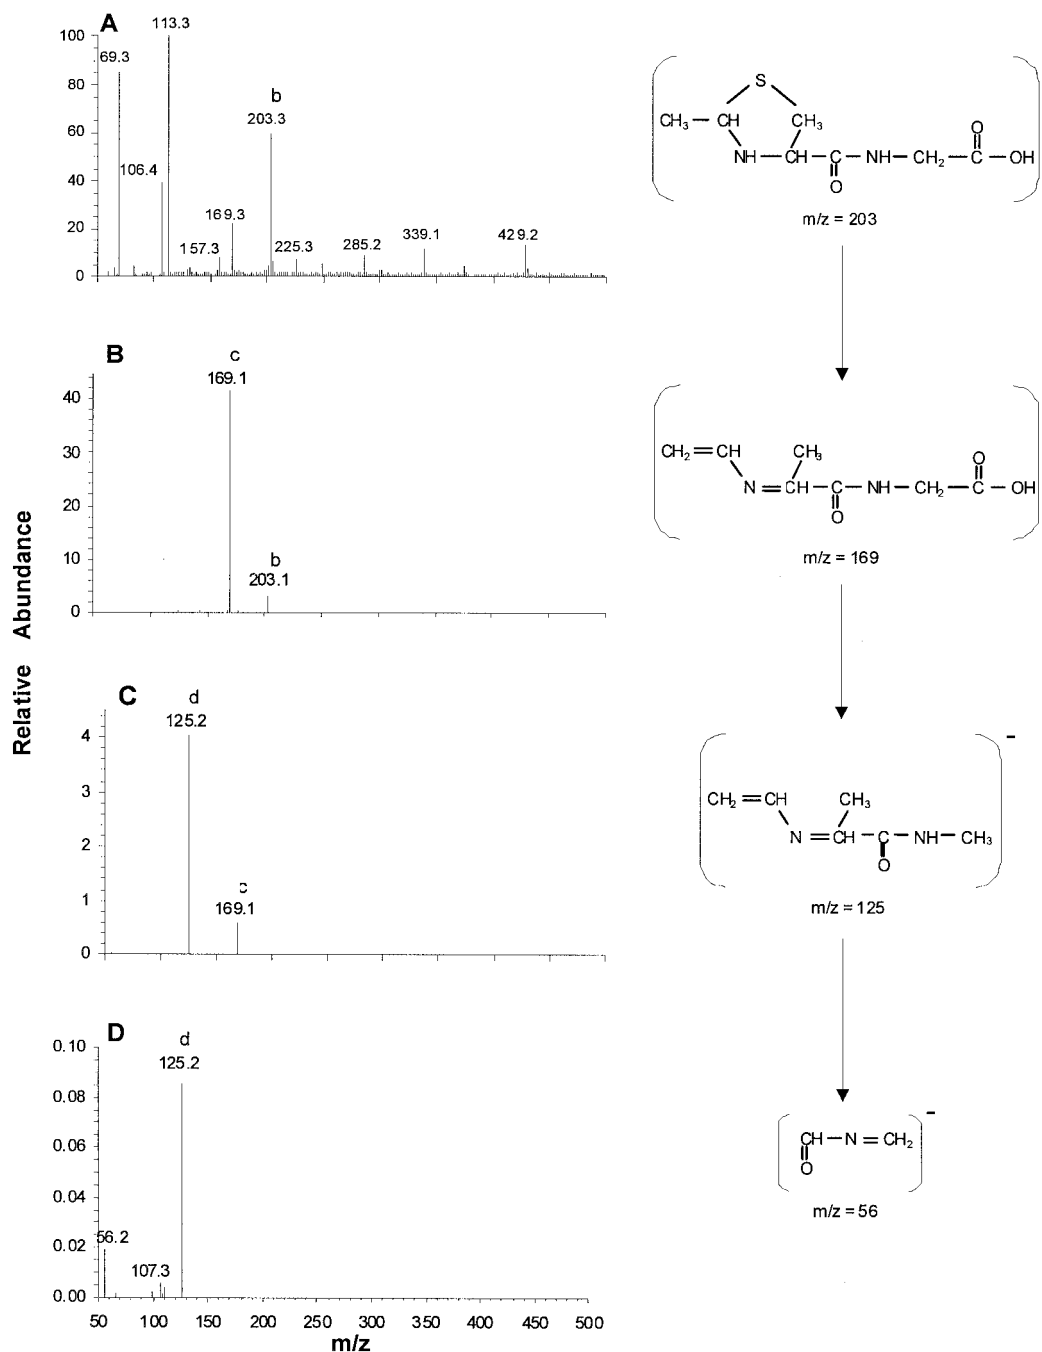 A
113.3
100
69.3
80
b
203.3
60
106.4
40
169.3
20
157.3
225.3
285.2
339.1
429.2
0
S
CH3
CH
CH3
NH
CH
C
NH
CH2
C
OH
O
O
m/z = 203
B
c
169.1
40
30
20
10
b
203.1
0
CH2
CH
CH3
N
CH
C
NH
CH2
C
OH
O
O
m/z = 169
Relative Abundance
C
d
125.2
4
3
2
1
c
169.1
0
CH2
CH
CH3
N
CH
C
NH
CH3
O
–
m/z = 125
D
d
125.2
0.10
0.08
0.06
0.04
0.02
56.2
107.3
0.00
50 100 150 200 250 300 350 400 450 500
m/z
CH
N
CH2
O
–
m/z = 56